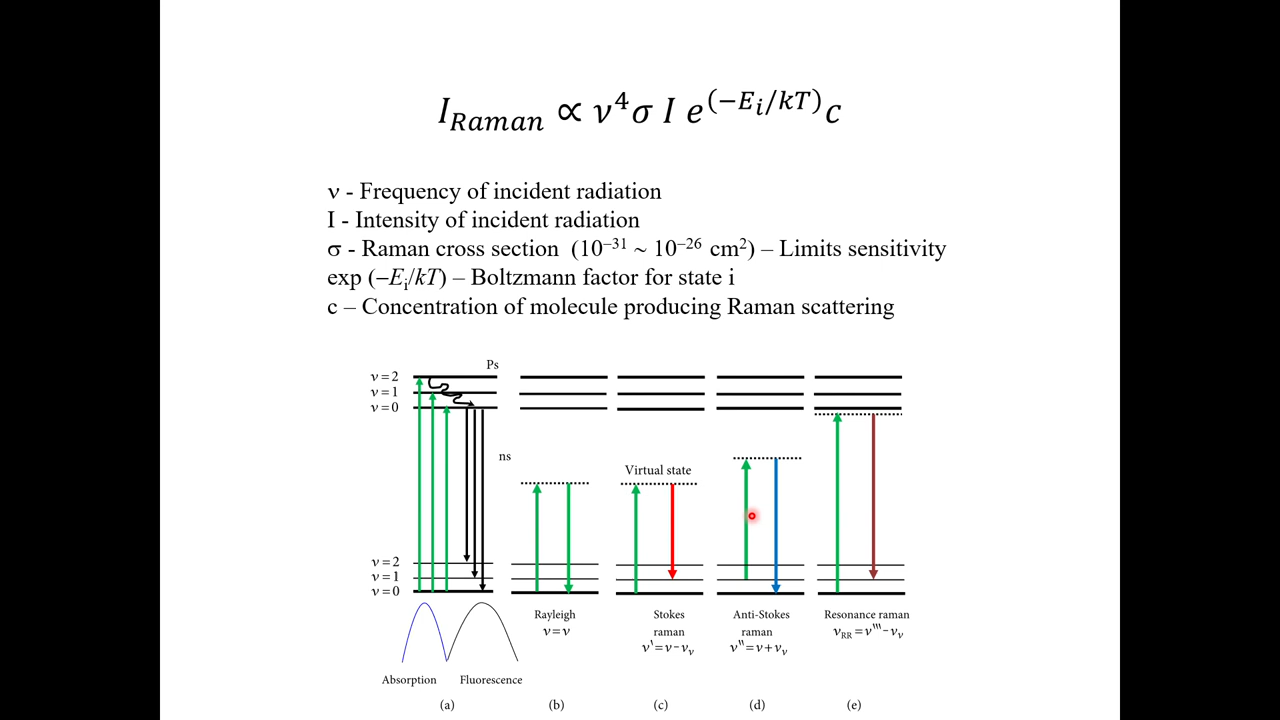 I_Raman ∝ ν⁴σ I e^(−E_i/kT) c
ν - Frequency of incident radiation
I - Intensity of incident radiation
σ - Raman cross section (10⁻³¹ ~ 10⁻²⁶ cm²) – Limits sensitivity
exp (−Eᵢ/kT) – Boltzmann factor for state i
c – Concentration of molecule producing Raman scattering
Ps
ν = 2
ν = 1
ν = 0
ns
Virtual state
ν = 2
ν = 1
ν = 0
Rayleigh
ν = ν
Stokes
raman
ν‵ = ν − ν_ν
Anti-Stokes
raman
ν‶ = ν + ν_ν
Resonance raman
ν_RR = ν‷ − ν_ν
Absorption
Fluorescence
(a)
(b)
(c)
(d)
(e)